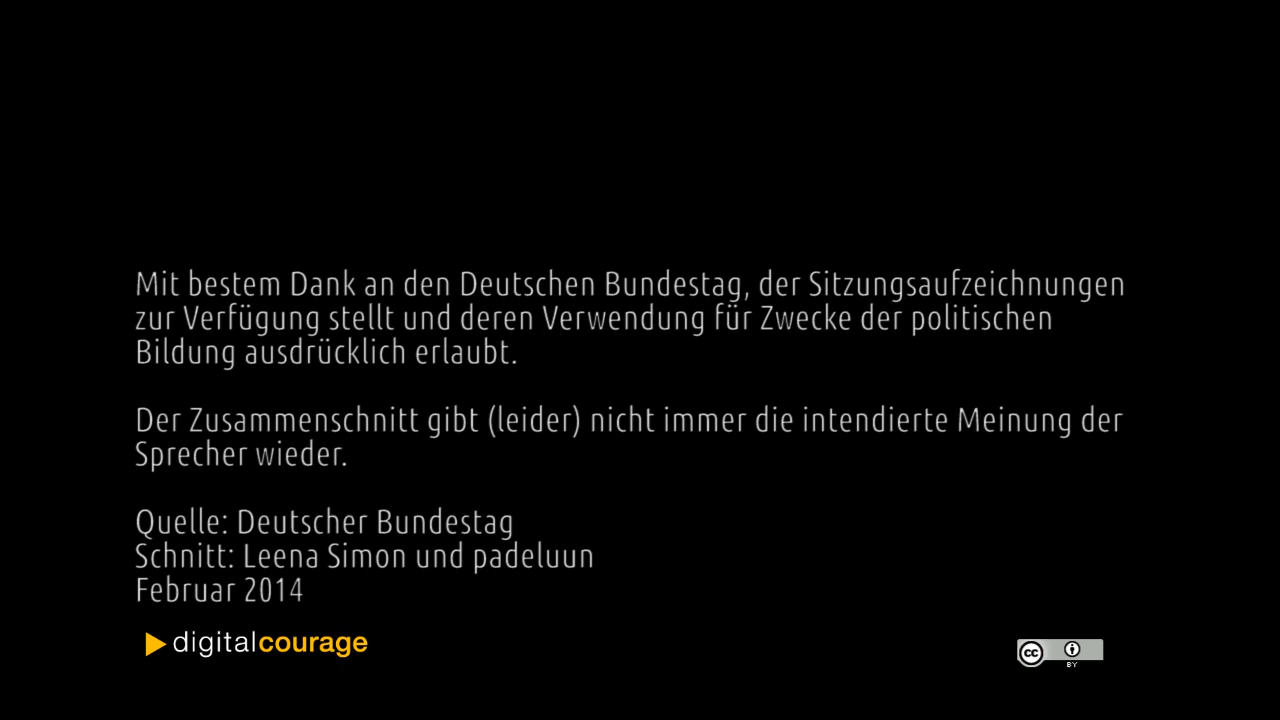 Mit bestem Dank an den Deutschen Bundestag, der Sitzungsaufzeichnungen
zur Verfügung stellt und deren Verwendung für Zwecke der politischen
Bildung ausdrücklich erlaubt.
Der Zusammenschnitt gibt (leider) nicht immer die intendierte Meinung der
Sprecher wieder.
Quelle: Deutscher Bundestag
Schnitt: Leena Simon und padeluun
Februar 2014
digitalcourage
cc
BY